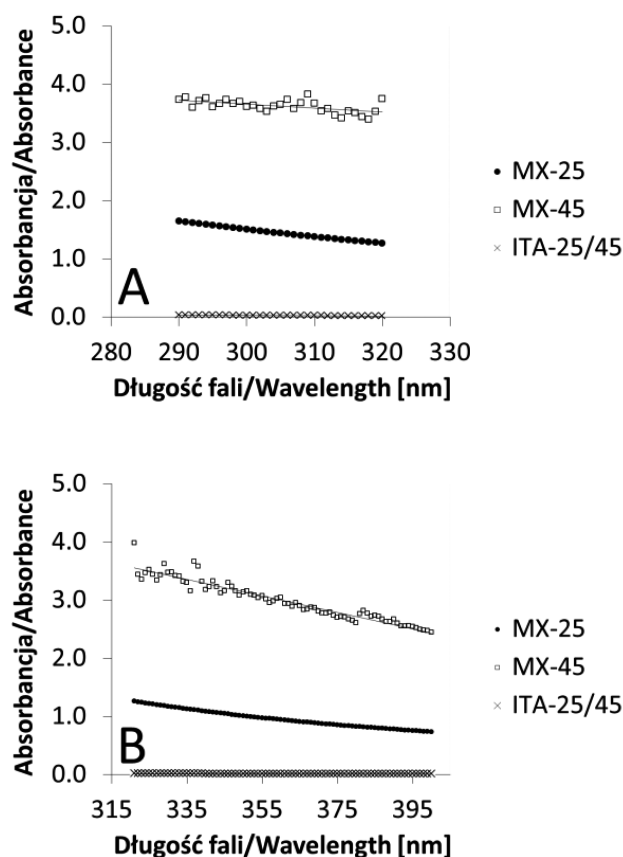 5.0
4.0
3.0
2.0
1.0
0.0
Absorbancja/Absorbance
A
280 290 300 310 320 330
Długość fali/Wavelength [nm]
MX-25
MX-45
ITA-25/45
5.0
4.0
3.0
2.0
1.0
0.0
Absorbancja/Absorbance
B
315 335 355 375 395
Długość fali/Wavelength [nm]
MX-25
MX-45
ITA-25/45